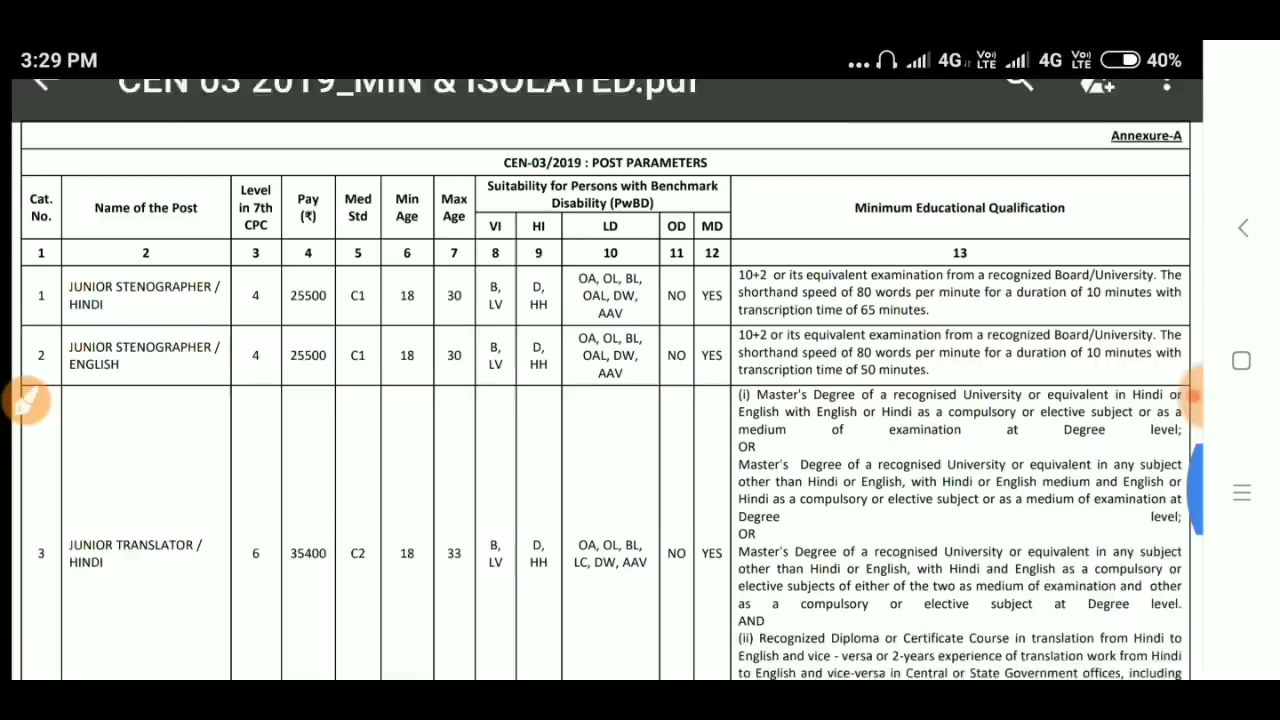 3:29 PM
... 4G VoLTE 4G VoLTE 40%
CEN 03 2019_MIN & ISOLATED.pdf
Annexure-A
CEN-03/2019 : POST PARAMETERS
Cat. No.
Name of the Post
Level in 7th CPC
Pay (₹)
Med Std
Min Age
Max Age
Suitability for Persons with Benchmark
Disability (PwBD)
VI HI LD OD MD
Minimum Educational Qualification
1 2 3 4 5 6 7 8 9 10 11 12 13
1
JUNIOR STENOGRAPHER /
HINDI
4 25500 C1 18 30
B,
LV
D,
HH
OA, OL, BL,
OAL, DW,
AAV
NO YES
10+2 or its equivalent examination from a recognized Board/University. The
shorthand speed of 80 words per minute for a duration of 10 minutes with
transcription time of 65 minutes.
2
JUNIOR STENOGRAPHER /
ENGLISH
4 25500 C1 18 30
B,
LV
D,
HH
OA, OL, BL,
OAL, DW,
AAV
NO YES
10+2 or its equivalent examination from a recognized Board/University. The
shorthand speed of 80 words per minute for a duration of 10 minutes with
transcription time of 50 minutes.
3
JUNIOR TRANSLATOR /
HINDI
6 35400 C2 18 33
B,
LV
D,
HH
OA, OL, BL,
LC, DW, AAV
NO YES
(i) Master's Degree of a recognised University or equivalent in Hindi or
English with English or Hindi as a compulsory or elective subject or as a
medium of examination at Degree level;
OR
Master's Degree of a recognised University or equivalent in any subject
other than Hindi or English, with Hindi or English medium and English or
Hindi as a compulsory or elective subject or as a medium of examination at
Degree level;
OR
Master's Degree of a recognised University or equivalent in any subject
other than Hindi or English, with Hindi and English as a compulsory or
elective subjects of either of the two as medium of examination and other
as a compulsory or elective subject at Degree level.
AND
(ii) Recognized Diploma or Certificate Course in translation from Hindi to
English and vice - versa or 2-years experience of translation work from Hindi
to English and vice-versa in Central or State Government offices, including